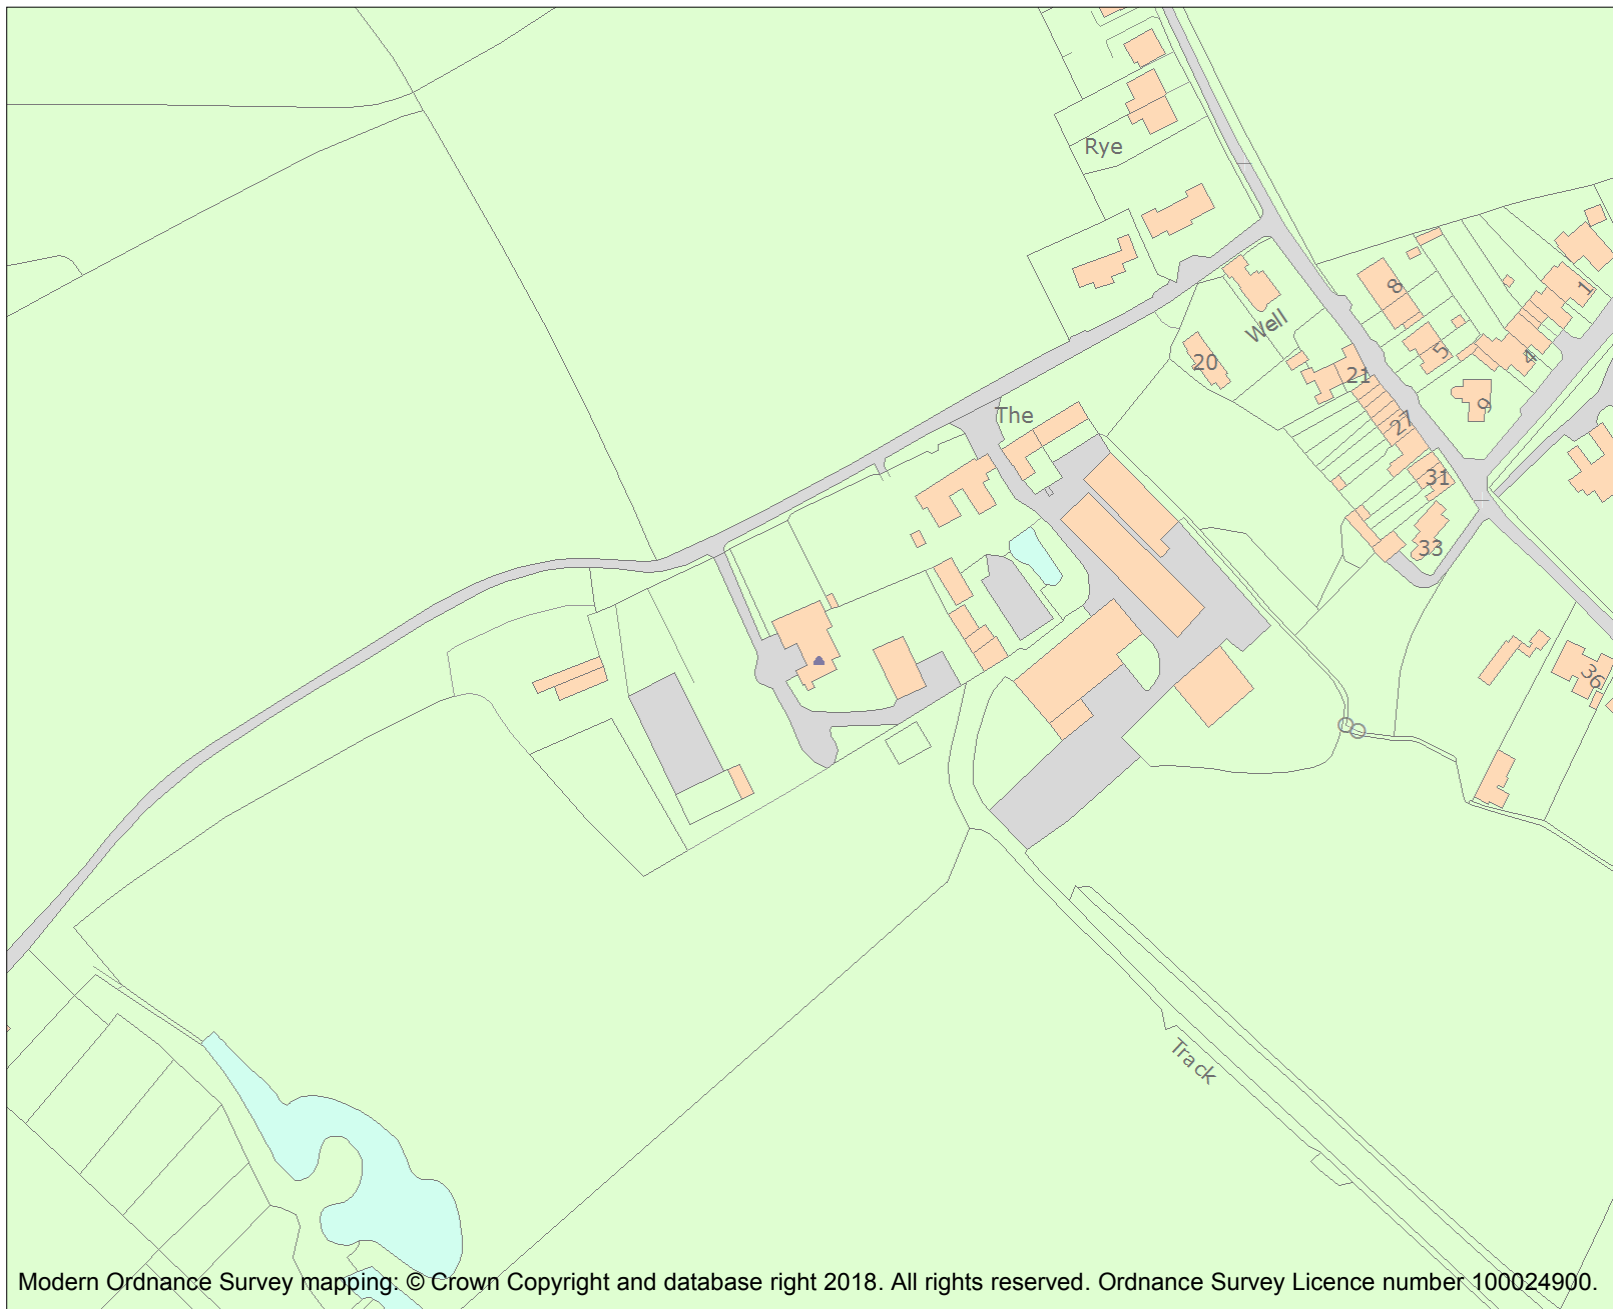 Rye
8
1
Well
5
4
20
21
9
The
27
31
33
36
Track
Modern Ordnance Survey mapping: © Crown Copyright and database right 2018. All rights reserved. Ordnance Survey Licence number 100024900.